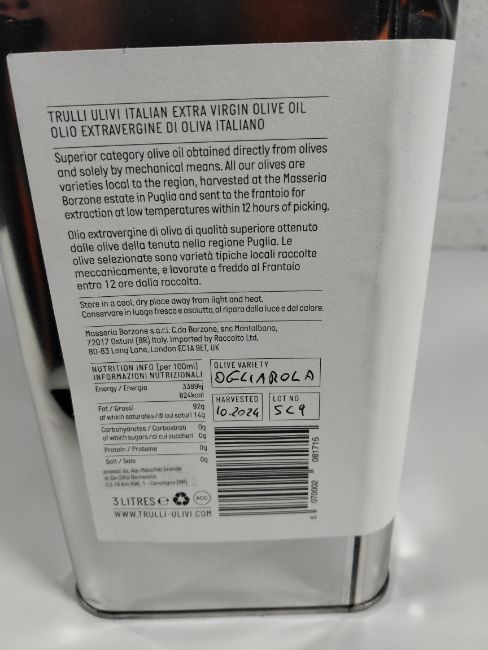 TRULLI ULIVI ITALIAN EXTRA VIRGIN OLIVE OIL
OLIO EXTRAVERGINE DI OLIVA ITALIANO
Superior category olive oil obtained directly from olives
and solely by mechanical means. All our olives are
varieties local to the region, harvested at the Masseria
Borzone estate in Puglia and sent to the frantoio for
extraction at low temperatures within 12 hours of picking.
Olio extravergine di oliva di qualità superiore ottenuto
dalle olive della tenuta nella regione Puglia. Le
olive selezionate sono varietà tipiche locali raccolte
meccanicamente, e lavorate a freddo al Frantoio
entro 12 ore dalla raccolta.
Store in a cool, dry place away from light and heat.
Conservare in luogo fresco e asciutto, al riparo dalla luce e dal calore.
Masseria Borzone s.a.r.l. C.da Borzone, snc Montalbano,
72017 Ostuni (BR) Italy. Imported by Raccolto Ltd,
80-83 Long Lane, London EC1A 9ET, UK
NUTRITION INFO (per 100ml)
INFORMAZIONI NUTRIZIONALI
Energy / Energia 3389kj
824kcal
Fat / Grassi 92g
of which saturates / di cui saturi 14g
Carbohydrates / Carboidrati 0g
of which sugars / di cui zuccheri 0g
Protein / Proteine 0g
Salt / Sale 0g
OLIVE VARIETY
OGLIAROLA
HARVESTED
10.2024
LOT NO
SC9
3 LITRES e
WWW.TRULLI-ULIVI.COM
5 070002 081715